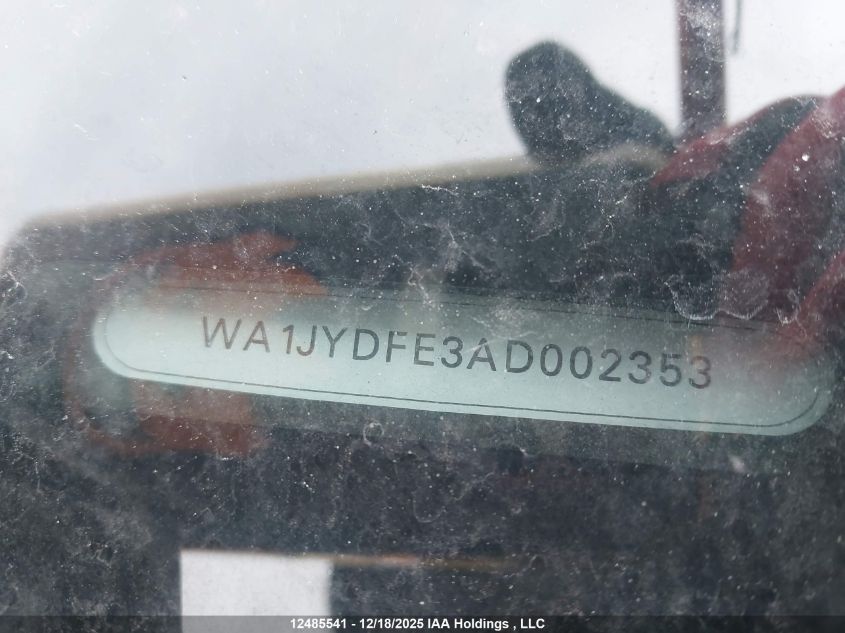 WA1JYDFE3AD002353
12485541 - 12/18/2025 IAA Holdings , LLC